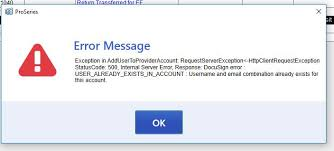 ProSeries
1040
Return Transferred for EF
Error Message
Exception in AddUserToProviderAccount: RequestServerException<-HttpClientRequestException
StatusCode: 500, Internal Server Error, Response: DocuSign error :
USER_ALREADY_EXISTS_IN_ACCOUNT : Username and email combination already exists for
this account.
OK